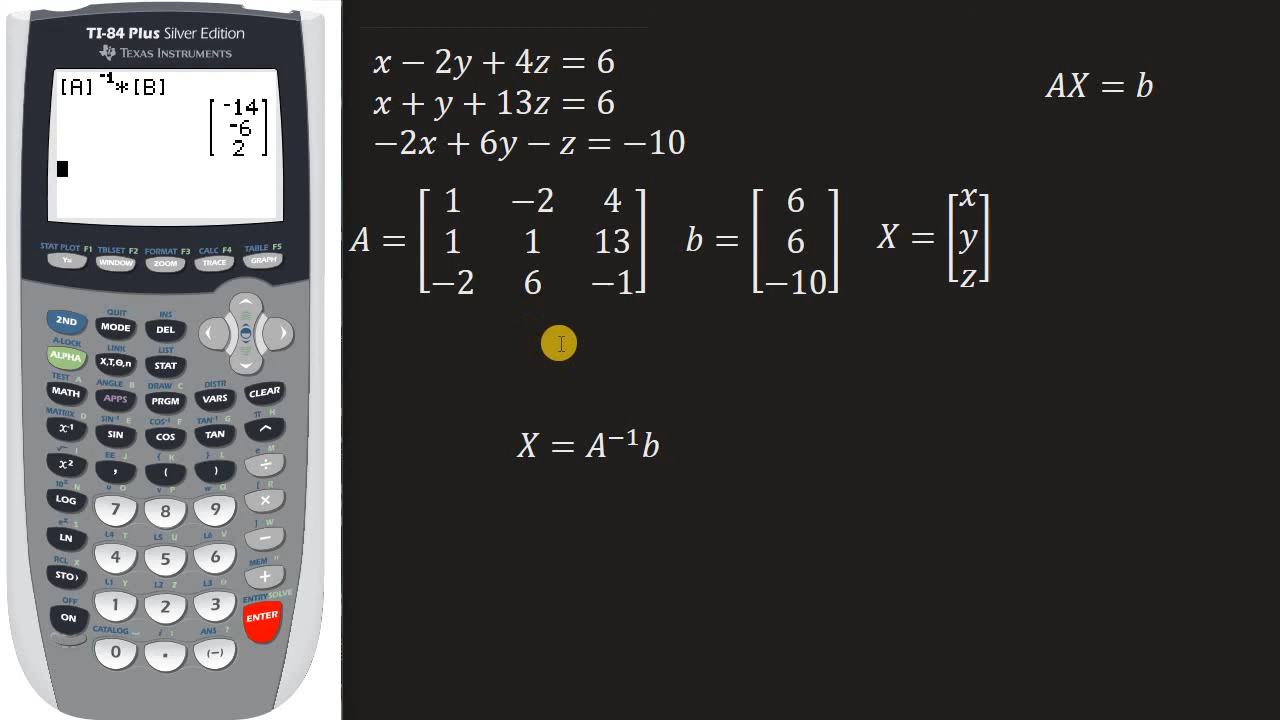 TI-84 Plus Silver Edition
TEXAS INSTRUMENTS
[A]⁻¹*[B]
[-14]
[-6]
[2]
STAT PLOT F1 TBLSET F2 FORMAT F3 CALC F4 TABLE F5
Y= WINDOW ZOOM TRACE GRAPH
QUIT INS
2ND MODE DEL
A-LOCK LINK LIST
ALPHA X,T,Θ,n STAT
TEST A ANGLE B DRAW C DISTR
MATH APPS PRGM VARS CLEAR
MATRIX D SIN⁻¹ E COS⁻¹ F TAN⁻¹ G π H
x⁻¹ SIN COS TAN ^
√ I EE J { K } L e M
x² , ( ) ÷
10ˣ N u O v P w Q [ R
LOG 7 8 9 ×
eˣ S L4 T L5 U L6 V ] W
LN 4 5 6 −
RCL X L1 Y L2 Z L3 θ MEM "
STO› 1 2 3 +
OFF CATALOG _ i : ANS ? ENTRY SOLVE
ON 0 . (−) ENTER
x − 2y + 4z = 6
x + y + 13z = 6
−2x + 6y − z = −10
AX = b
A = [1 −2 4
1 1 13
−2 6 −1]
b = [6
6
−10]
X = [x
y
z]
X = A⁻¹b